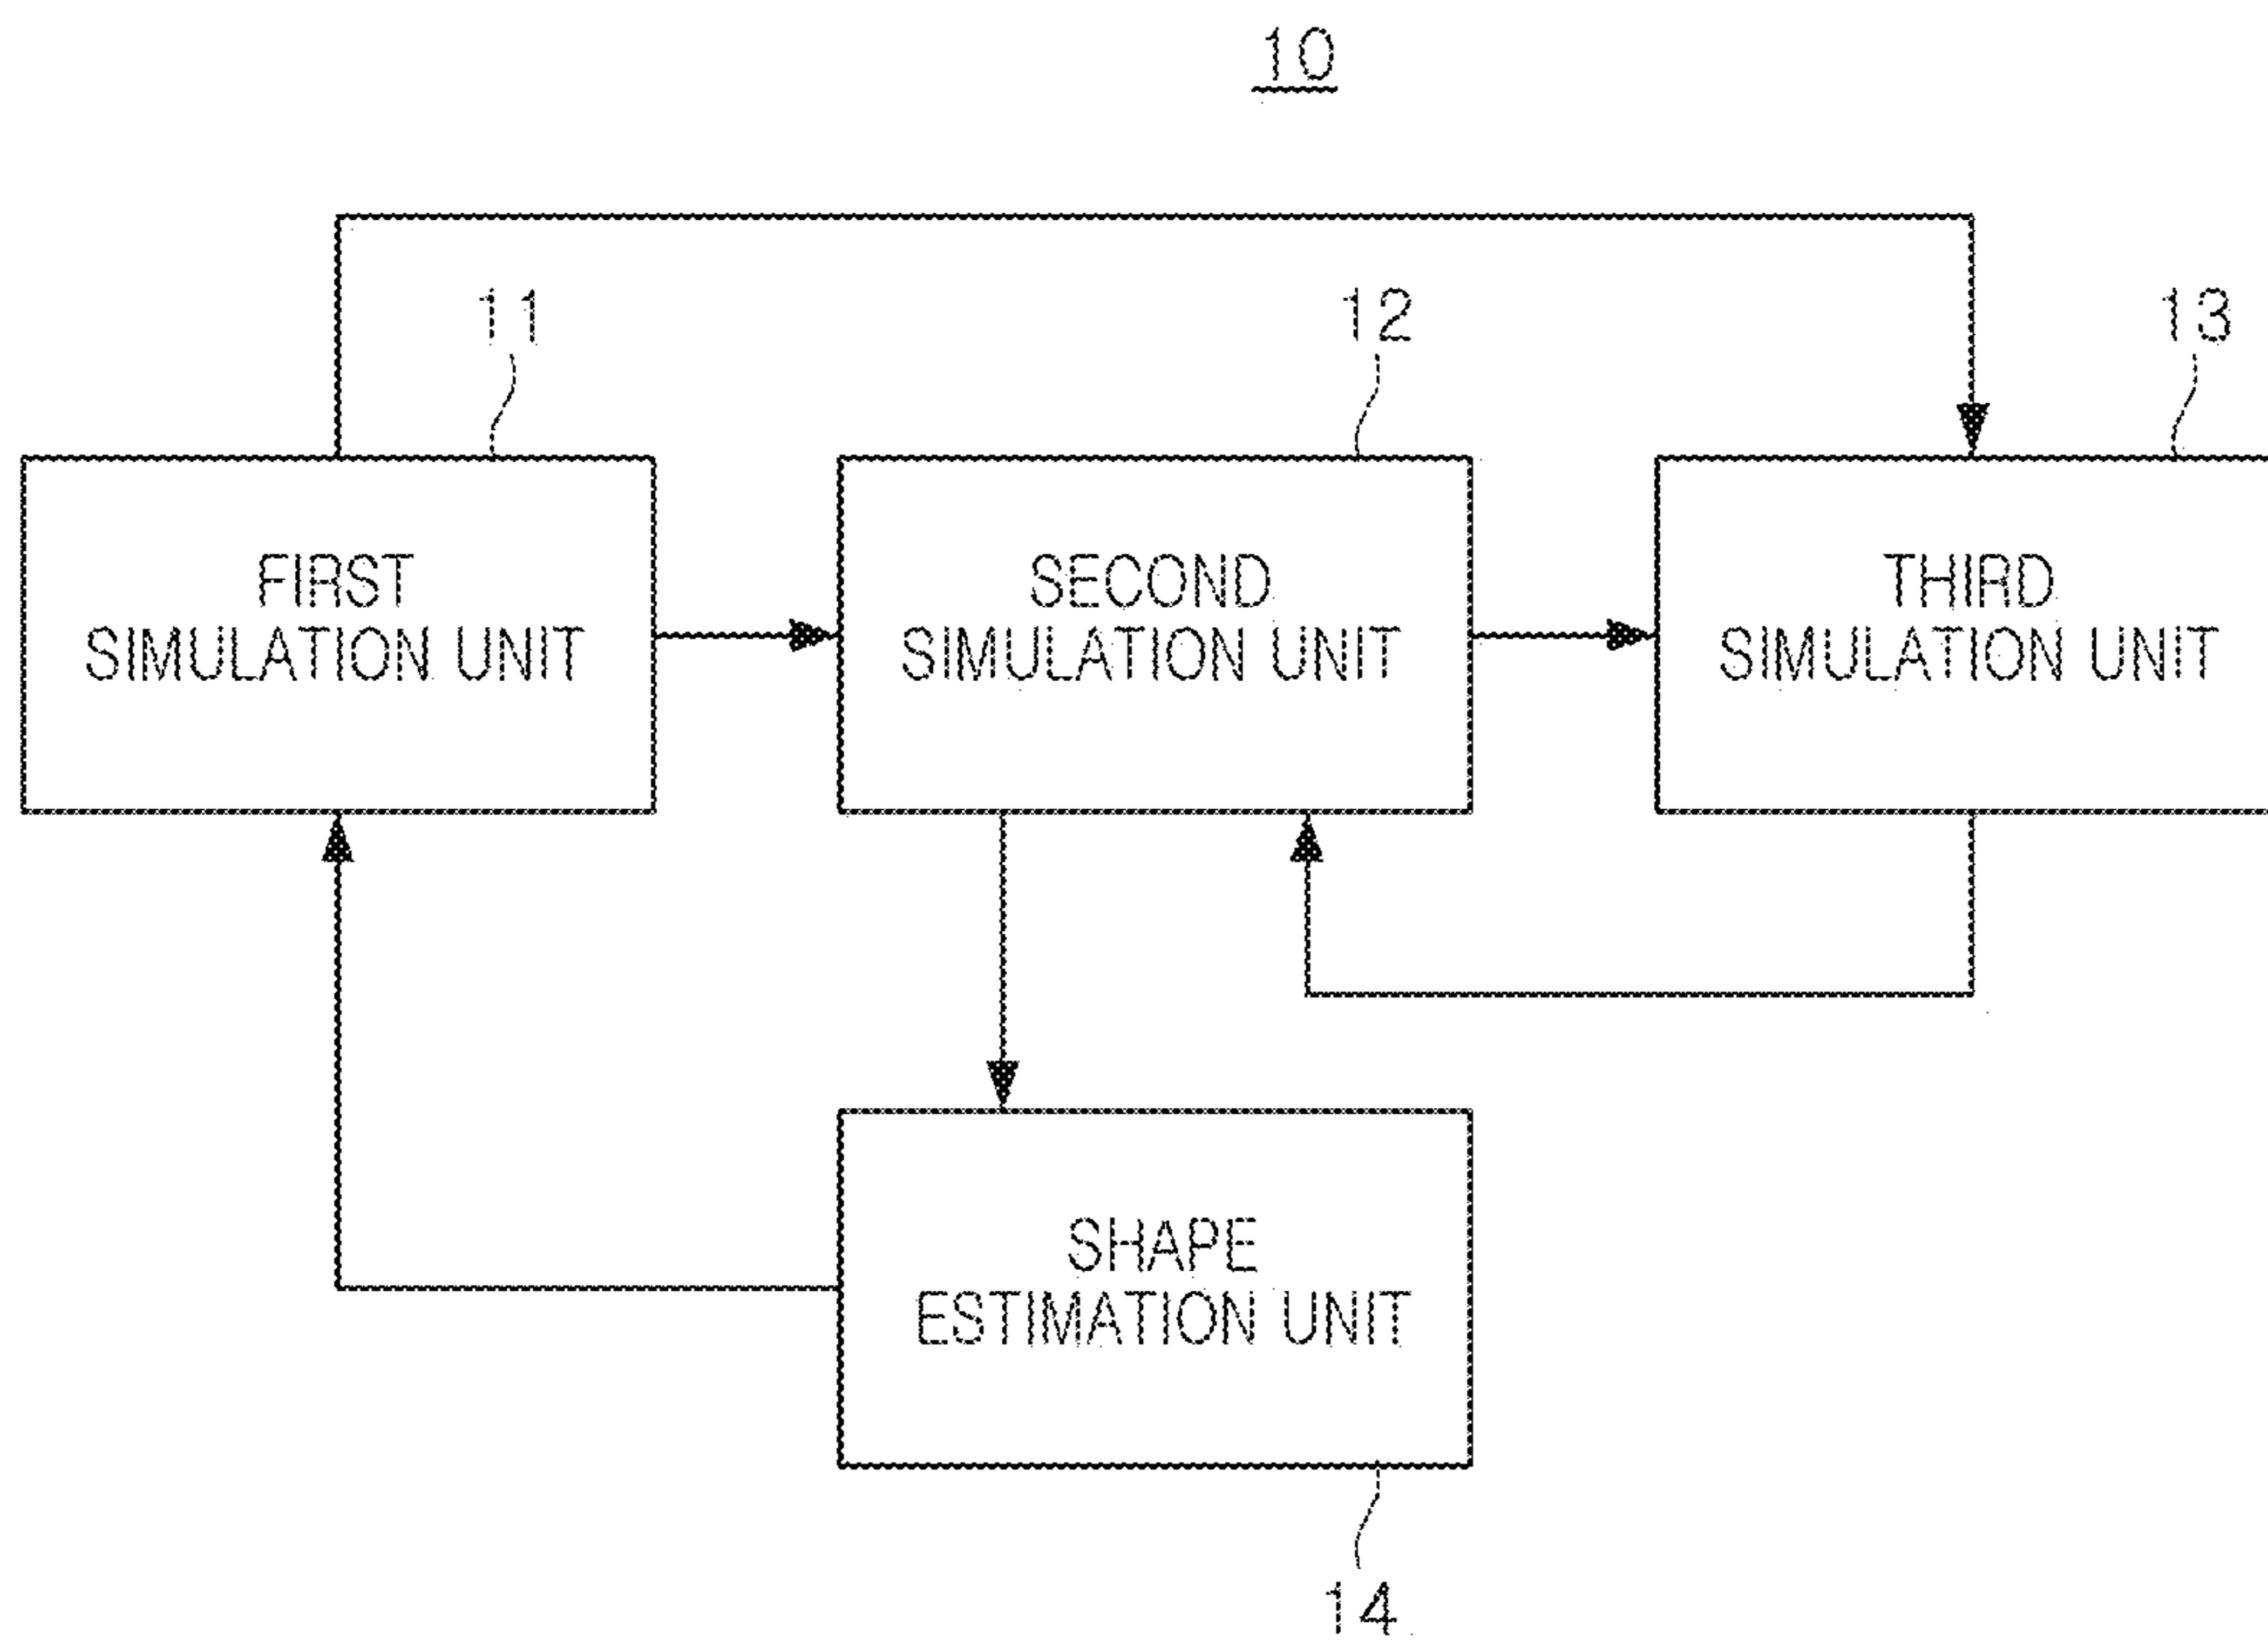 10
11
12
13
FIRST
SIMULATION UNIT
SECOND
SIMULATION UNIT
THIRD
SIMULATION UNIT
SHAPE
ESTIMATION UNIT
14